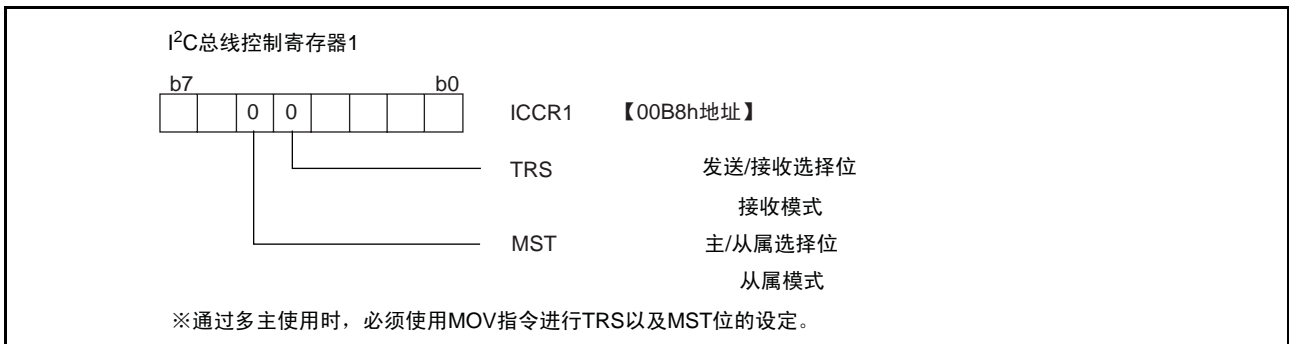 I²C总线控制寄存器1
b7 b0
0 0 ICCR1 【00B8h地址】
TRS 发送/接收选择位
接收模式
MST 主/从属选择位
从属模式
※通过多主使用时，必须使用MOV指令进行TRS以及MST位的设定。